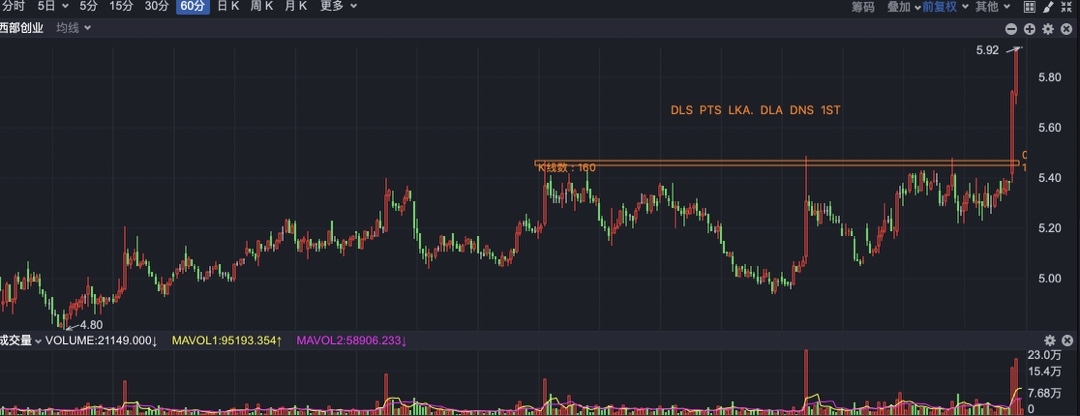 分时 5日 5分 15分 30分 60分 日K 周K 月K 更多 筹码 叠加 前复权 其他
西部创业 均线
5.92
5.80
DLS PTS LKA. DLA DNS 1ST
5.60
K线数：160
5.40
5.20
5.00
4.80
成交量 VOLUME:21149.000↓ MAVOL1:95193.354↑ MAVOL2:58906.233↓
23.0万
15.4万
7.68万
0